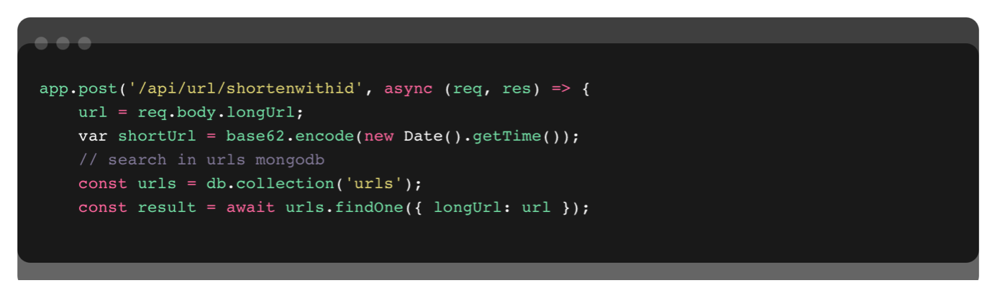 app.post('/api/url/shortenwithid', async (req, res) => {
    url = req.body.longUrl;
    var shortUrl = base62.encode(new Date().getTime());
    // search in urls mongodb
    const urls = db.collection('urls');
    const result = await urls.findOne({ longUrl: url });